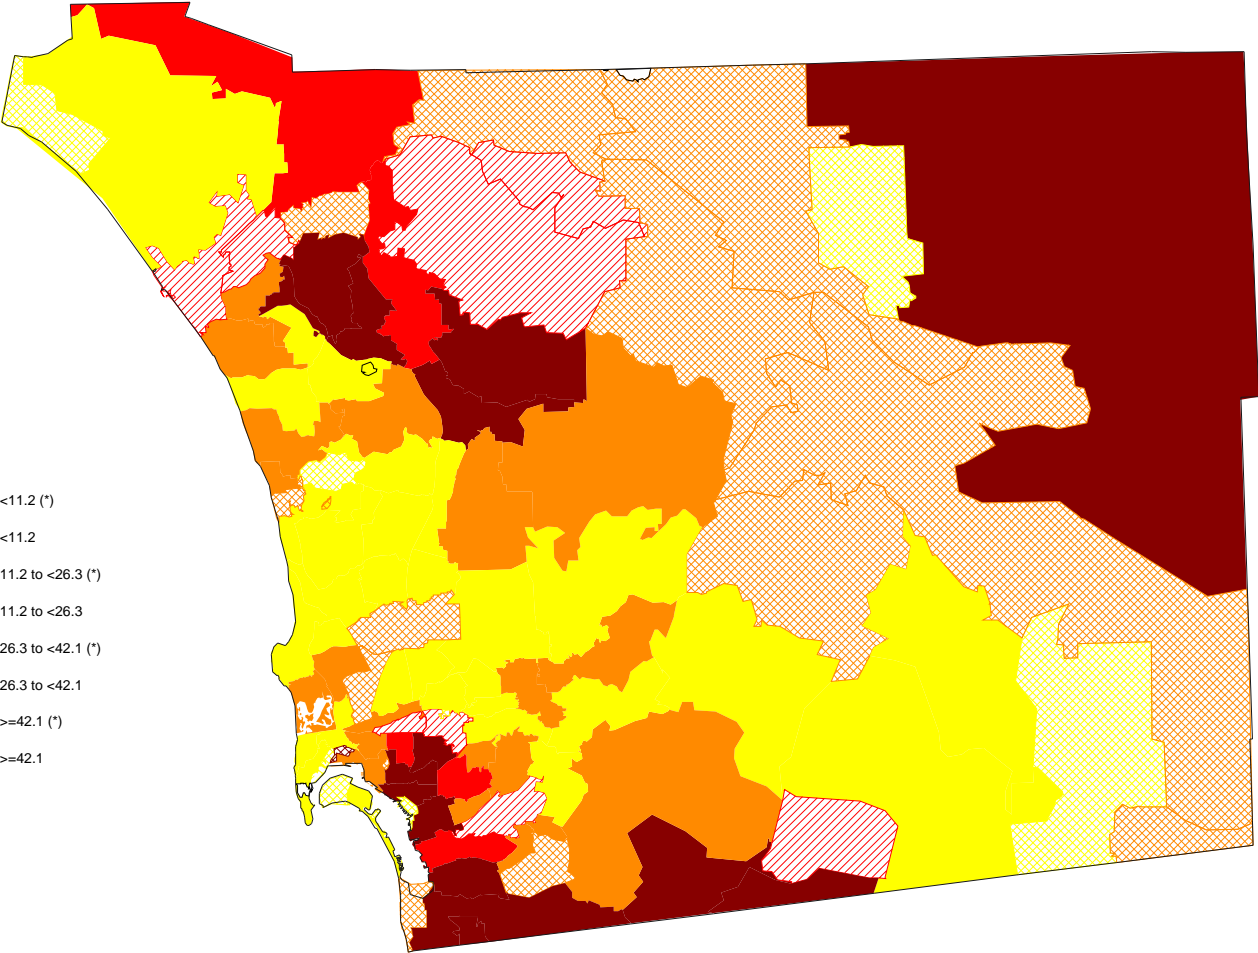 <11.2 (*)
<11.2
11.2 to <26.3 (*)
11.2 to <26.3
26.3 to <42.1 (*)
26.3 to <42.1
>=42.1 (*)
>=42.1